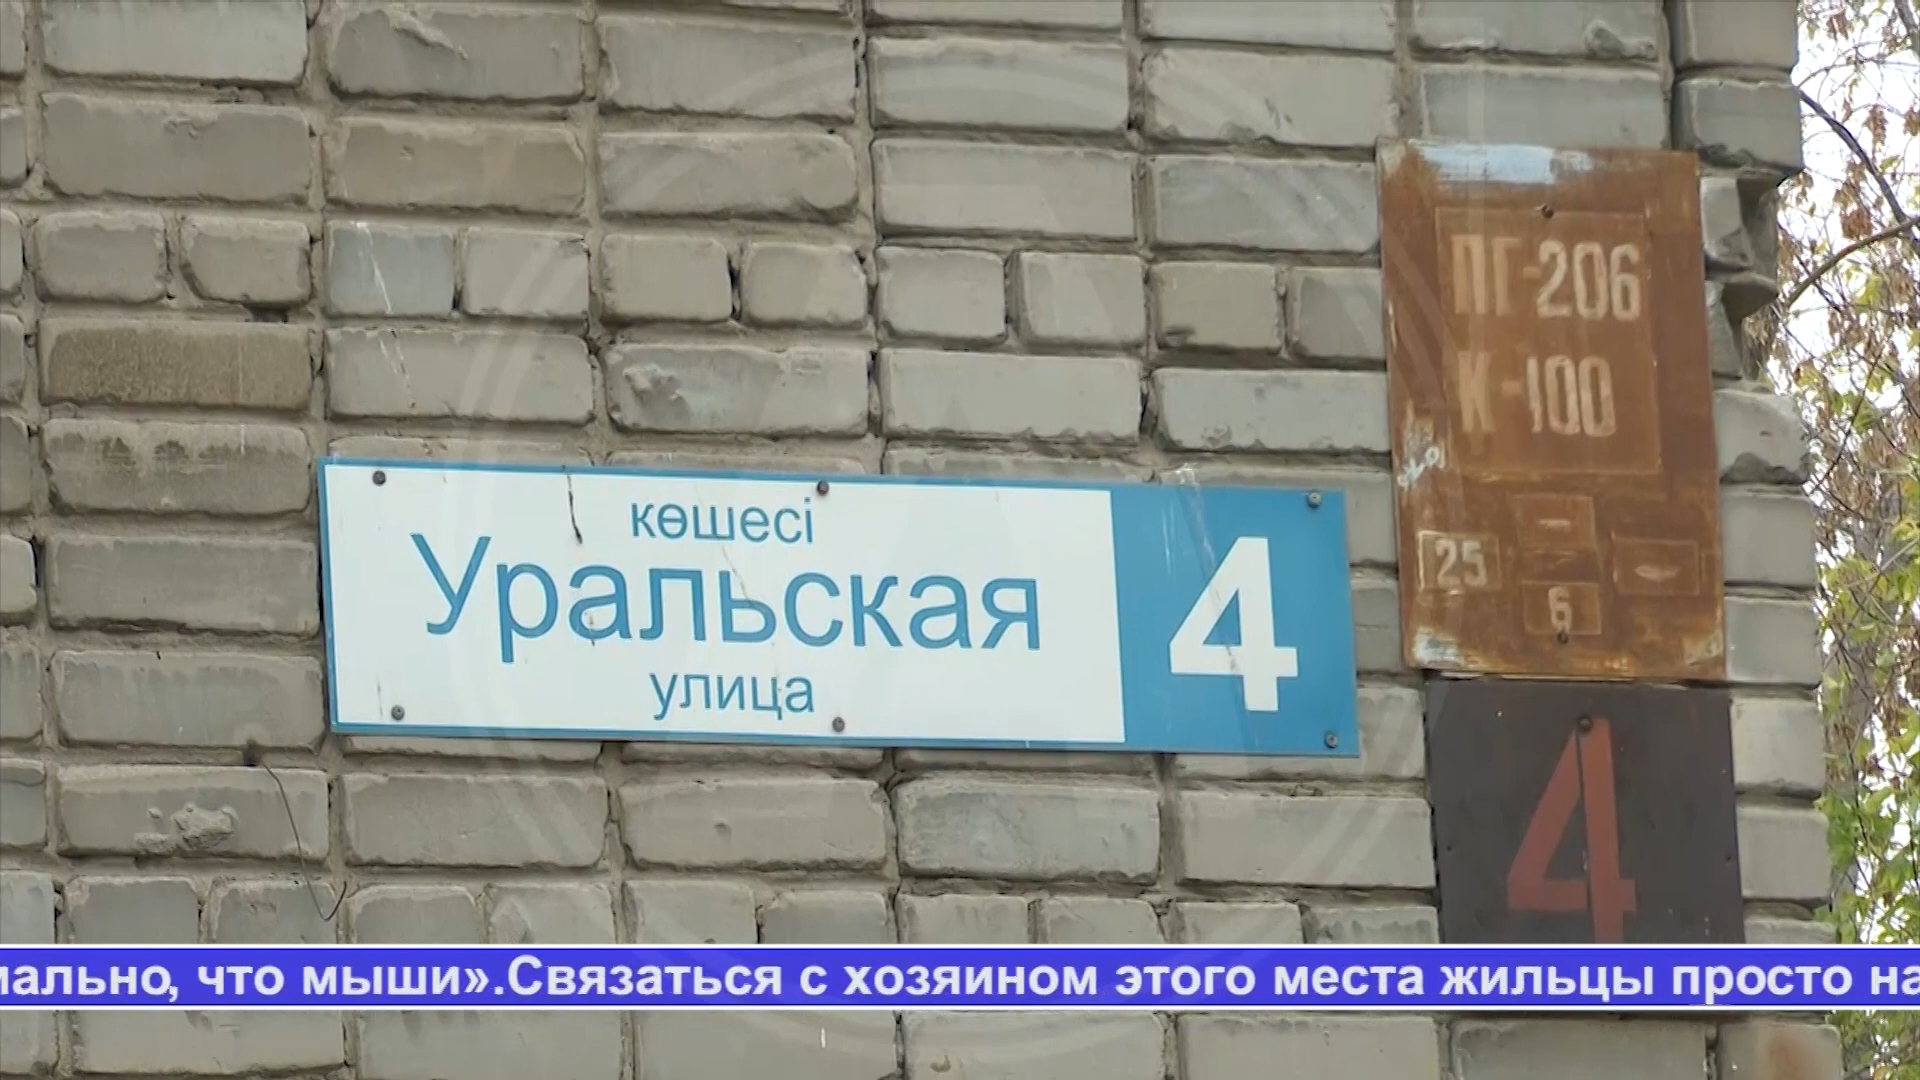 көшесі
Уральская
улица
4
ПГ-206
К-100
25
6
4
мально, что мыши».Связаться с хозяином этого места жильцы просто на